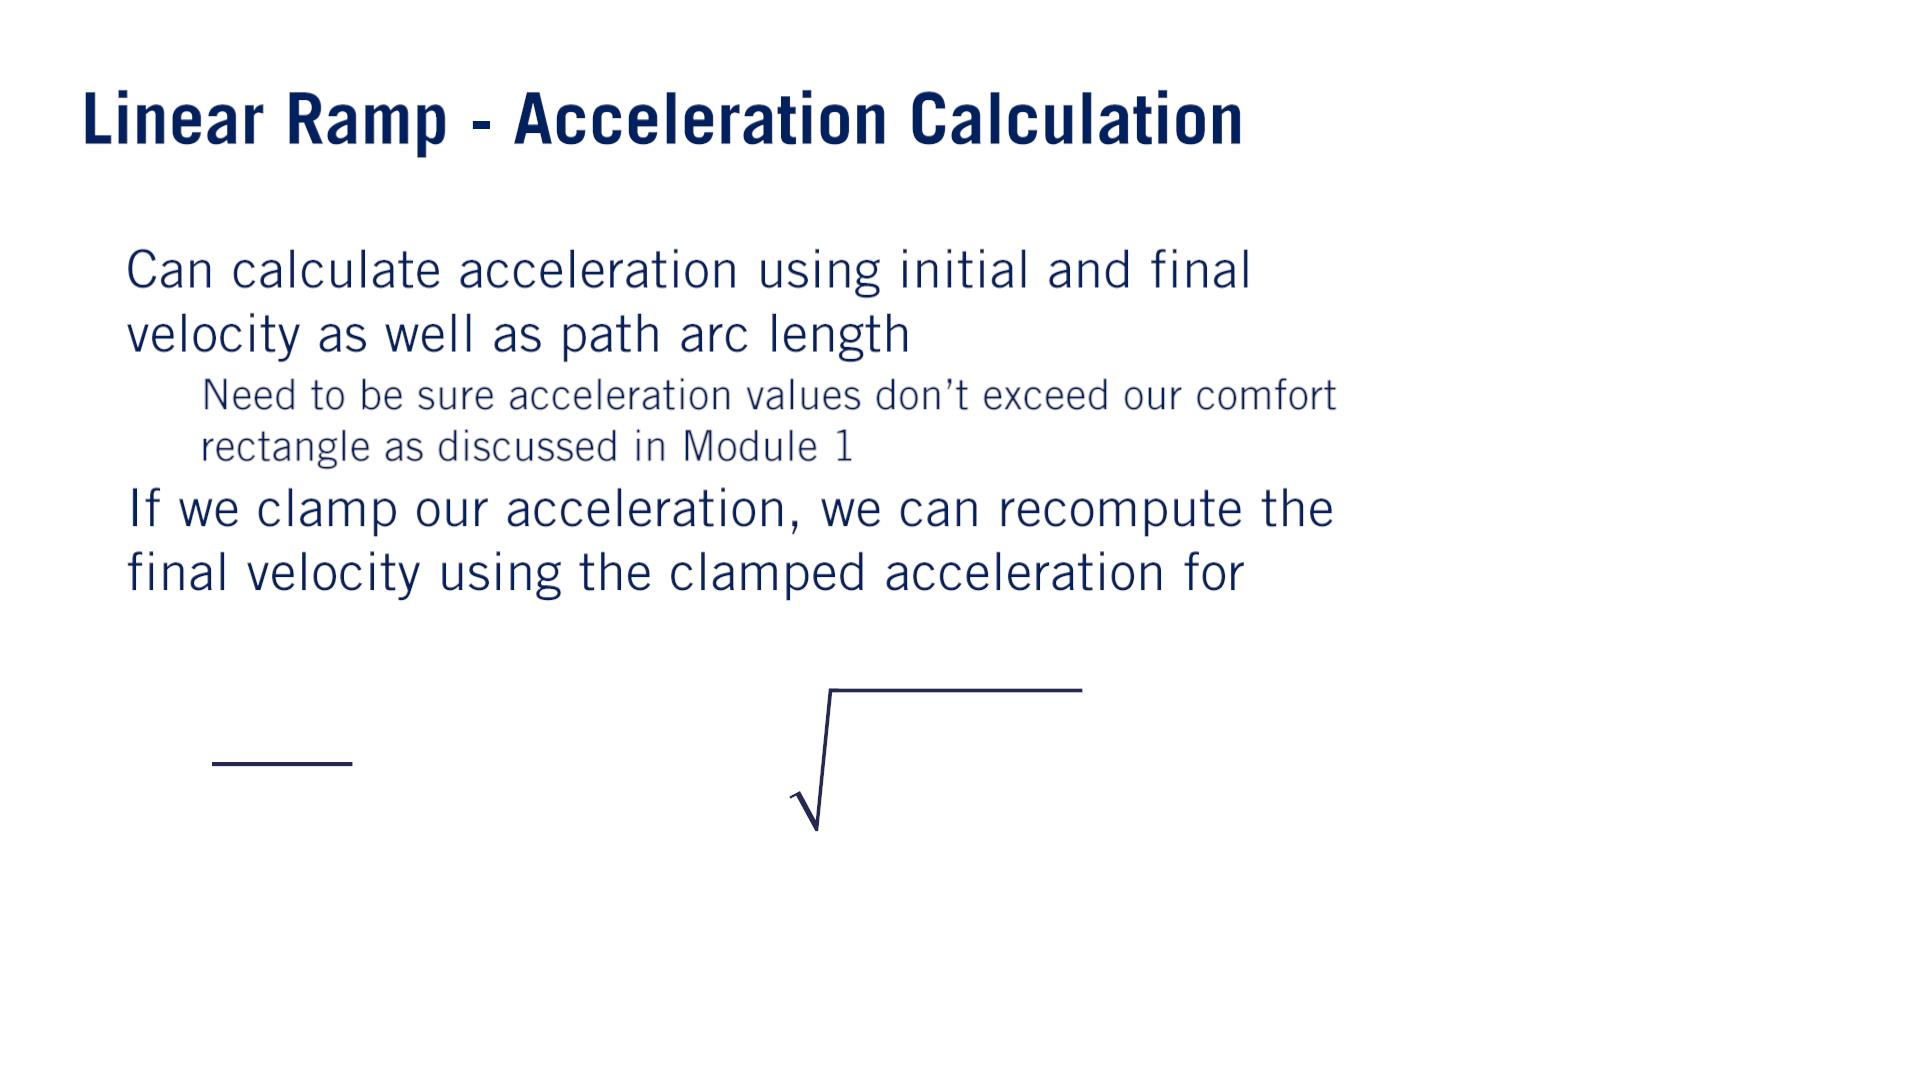 Linear Ramp - Acceleration Calculation
Can calculate acceleration using initial and final
velocity as well as path arc length
Need to be sure acceleration values don’t exceed our comfort
rectangle as discussed in Module 1
If we clamp our acceleration, we can recompute the
final velocity using the clamped acceleration for
√